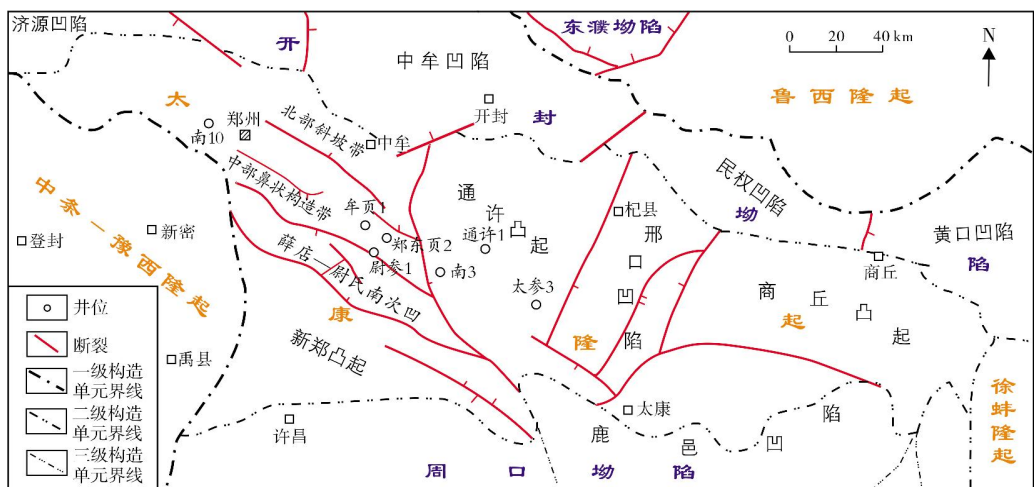 济源凹陷
开
东濮坳陷
中牟凹陷
0 20 40 km
N
太
鲁西隆起
郑州
南10
北部斜坡带
中牟
开封
封
中部鼻状构造带
牟页1
郑东页2
尉参1
通许凸起
通许1
南3
太参3
杞县
邢口凹陷
民权凹陷
坳
黄口凹陷
陷
商丘
商丘凸起
起
中条—豫西隆起
登封
新密
薛店—尉氏南次凹
康
隆
新郑凸起
禹县
许昌
太康
鹿邑凹陷
周口坳陷
徐蚌隆起
井位
断裂
一级构造
单元界线
二级构造
单元界线
三级构造
单元界线